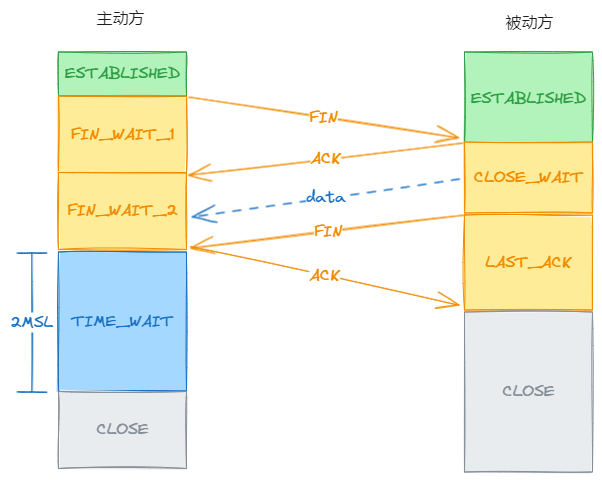 主动方
被动方
ESTABLISHED
FIN_WAIT_1
FIN_WAIT_2
2MSL
TIME_WAIT
CLOSE
FIN
ACK
data
FIN
ACK
ESTABLISHED
CLOSE_WAIT
LAST_ACK
CLOSE